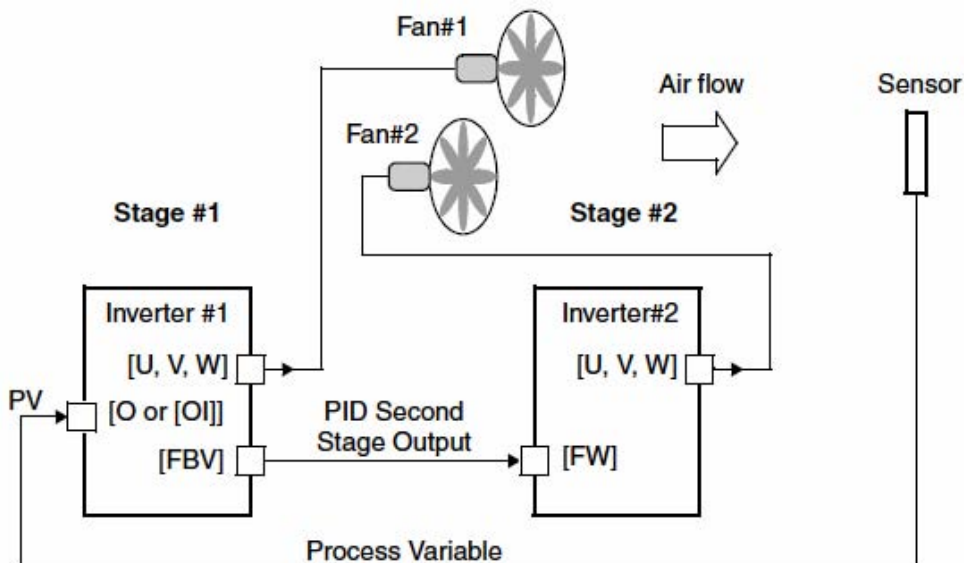 Fan#1
Air flow
Sensor
Fan#2
Stage #1
Stage #2
Inverter #1
Inverter#2
[U, V, W]
[U, V, W]
PV
[O or [OI]]
PID Second
Stage Output
[FBV]
[FW]
Process Variable